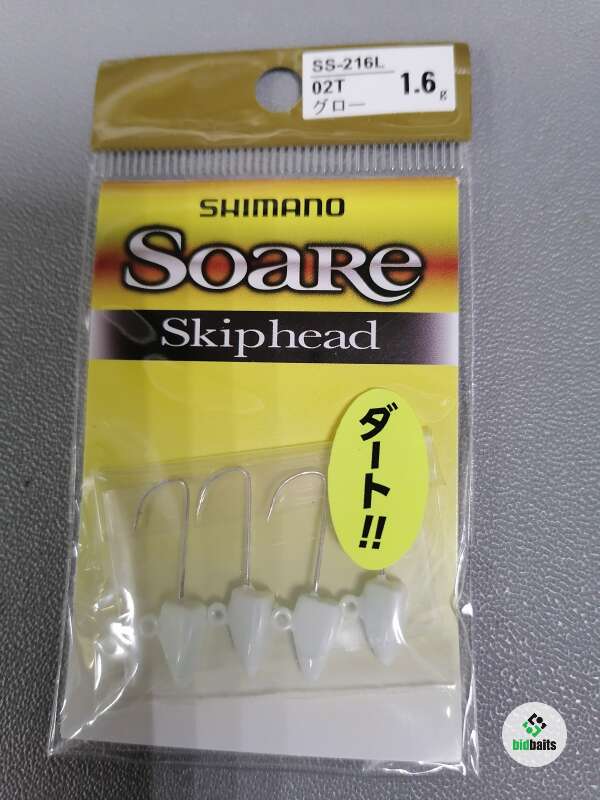 SS-216L
02T 1.6g
グロー
SHIMANO
SOARE
Skiphead
ダート!!
bidbaits